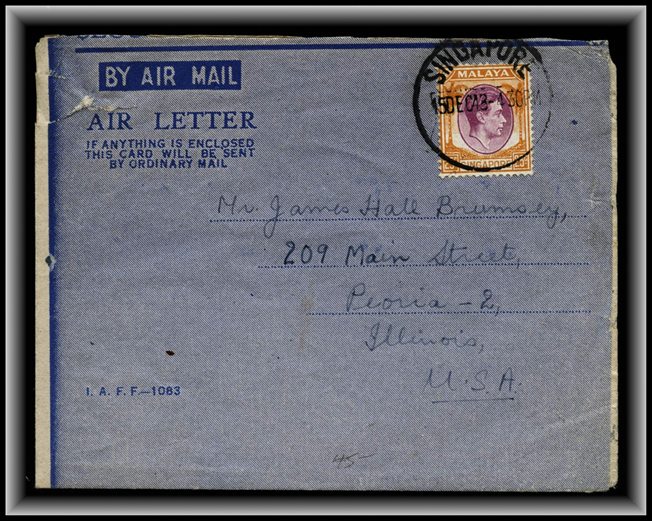 BY AIR MAIL
AIR LETTER
IF ANYTHING IS ENCLOSED
THIS CARD WILL BE SENT
BY ORDINARY MAIL
SINGAPORE
MALAYA
SINGAPORE
Mr. James Hall Brumsey,
209 Main Street,
Peoria - 2,
Illinois,
U.S.A.
I. A. F. F.—1083
45-